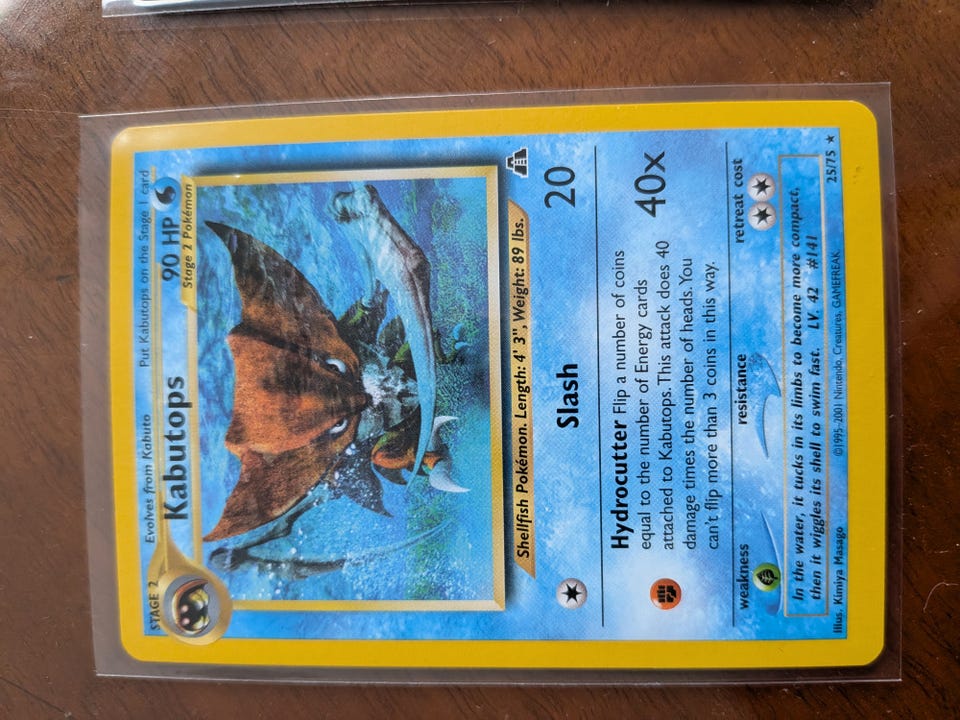 STAGE 2
Evolves from Kabuto
Put Kabutops on the Stage 1 card
Kabutops
90 HP
Stage 2 Pokémon
Shellfish Pokémon. Length: 4' 3", Weight: 89 lbs.
Slash
20
Hydrocutter Flip a number of coins
equal to the number of Energy cards
attached to Kabutops. This attack does 40
damage times the number of heads. You
can't flip more than 3 coins in this way.
40x
weakness
resistance
retreat cost
In the water, it tucks in its limbs to become more compact,
then it wiggles its shell to swim fast. LV. 42 #141
Illus. Kimiya Masago
©1995-2001 Nintendo, Creatures, GAMEFREAK.
25/75 ★